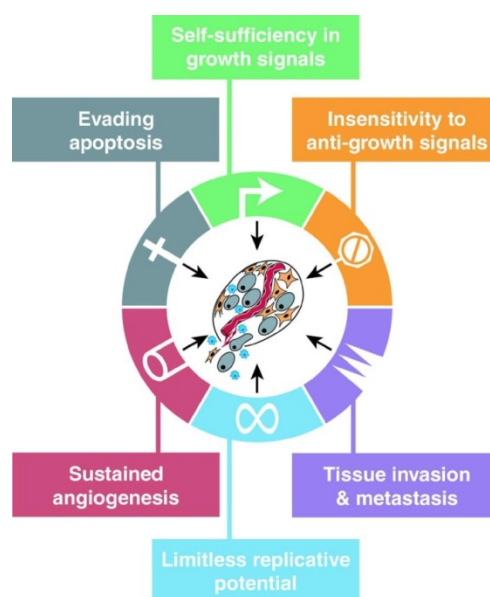 Self-sufficiency in
growth signals
Evading
apoptosis
Insensitivity to
anti-growth signals
Sustained
angiogenesis
Tissue invasion
& metastasis
Limitless replicative
potential